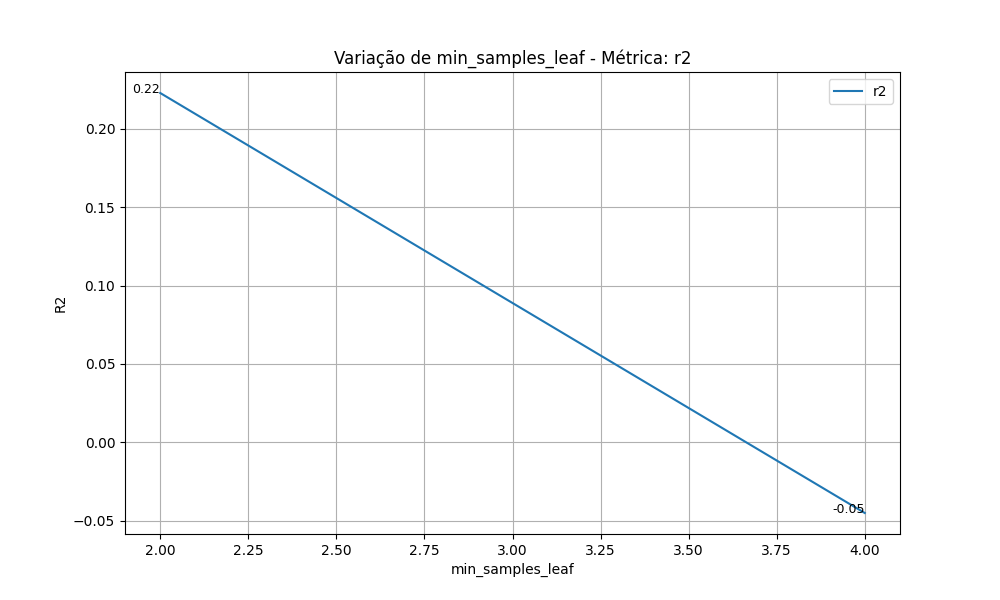 Variação de min_samples_leaf - Métrica: r2
0.22
r2
0.20
0.15
0.10
0.05
0.00
−0.05
R2
-0.05
2.00 2.25 2.50 2.75 3.00 3.25 3.50 3.75 4.00
min_samples_leaf